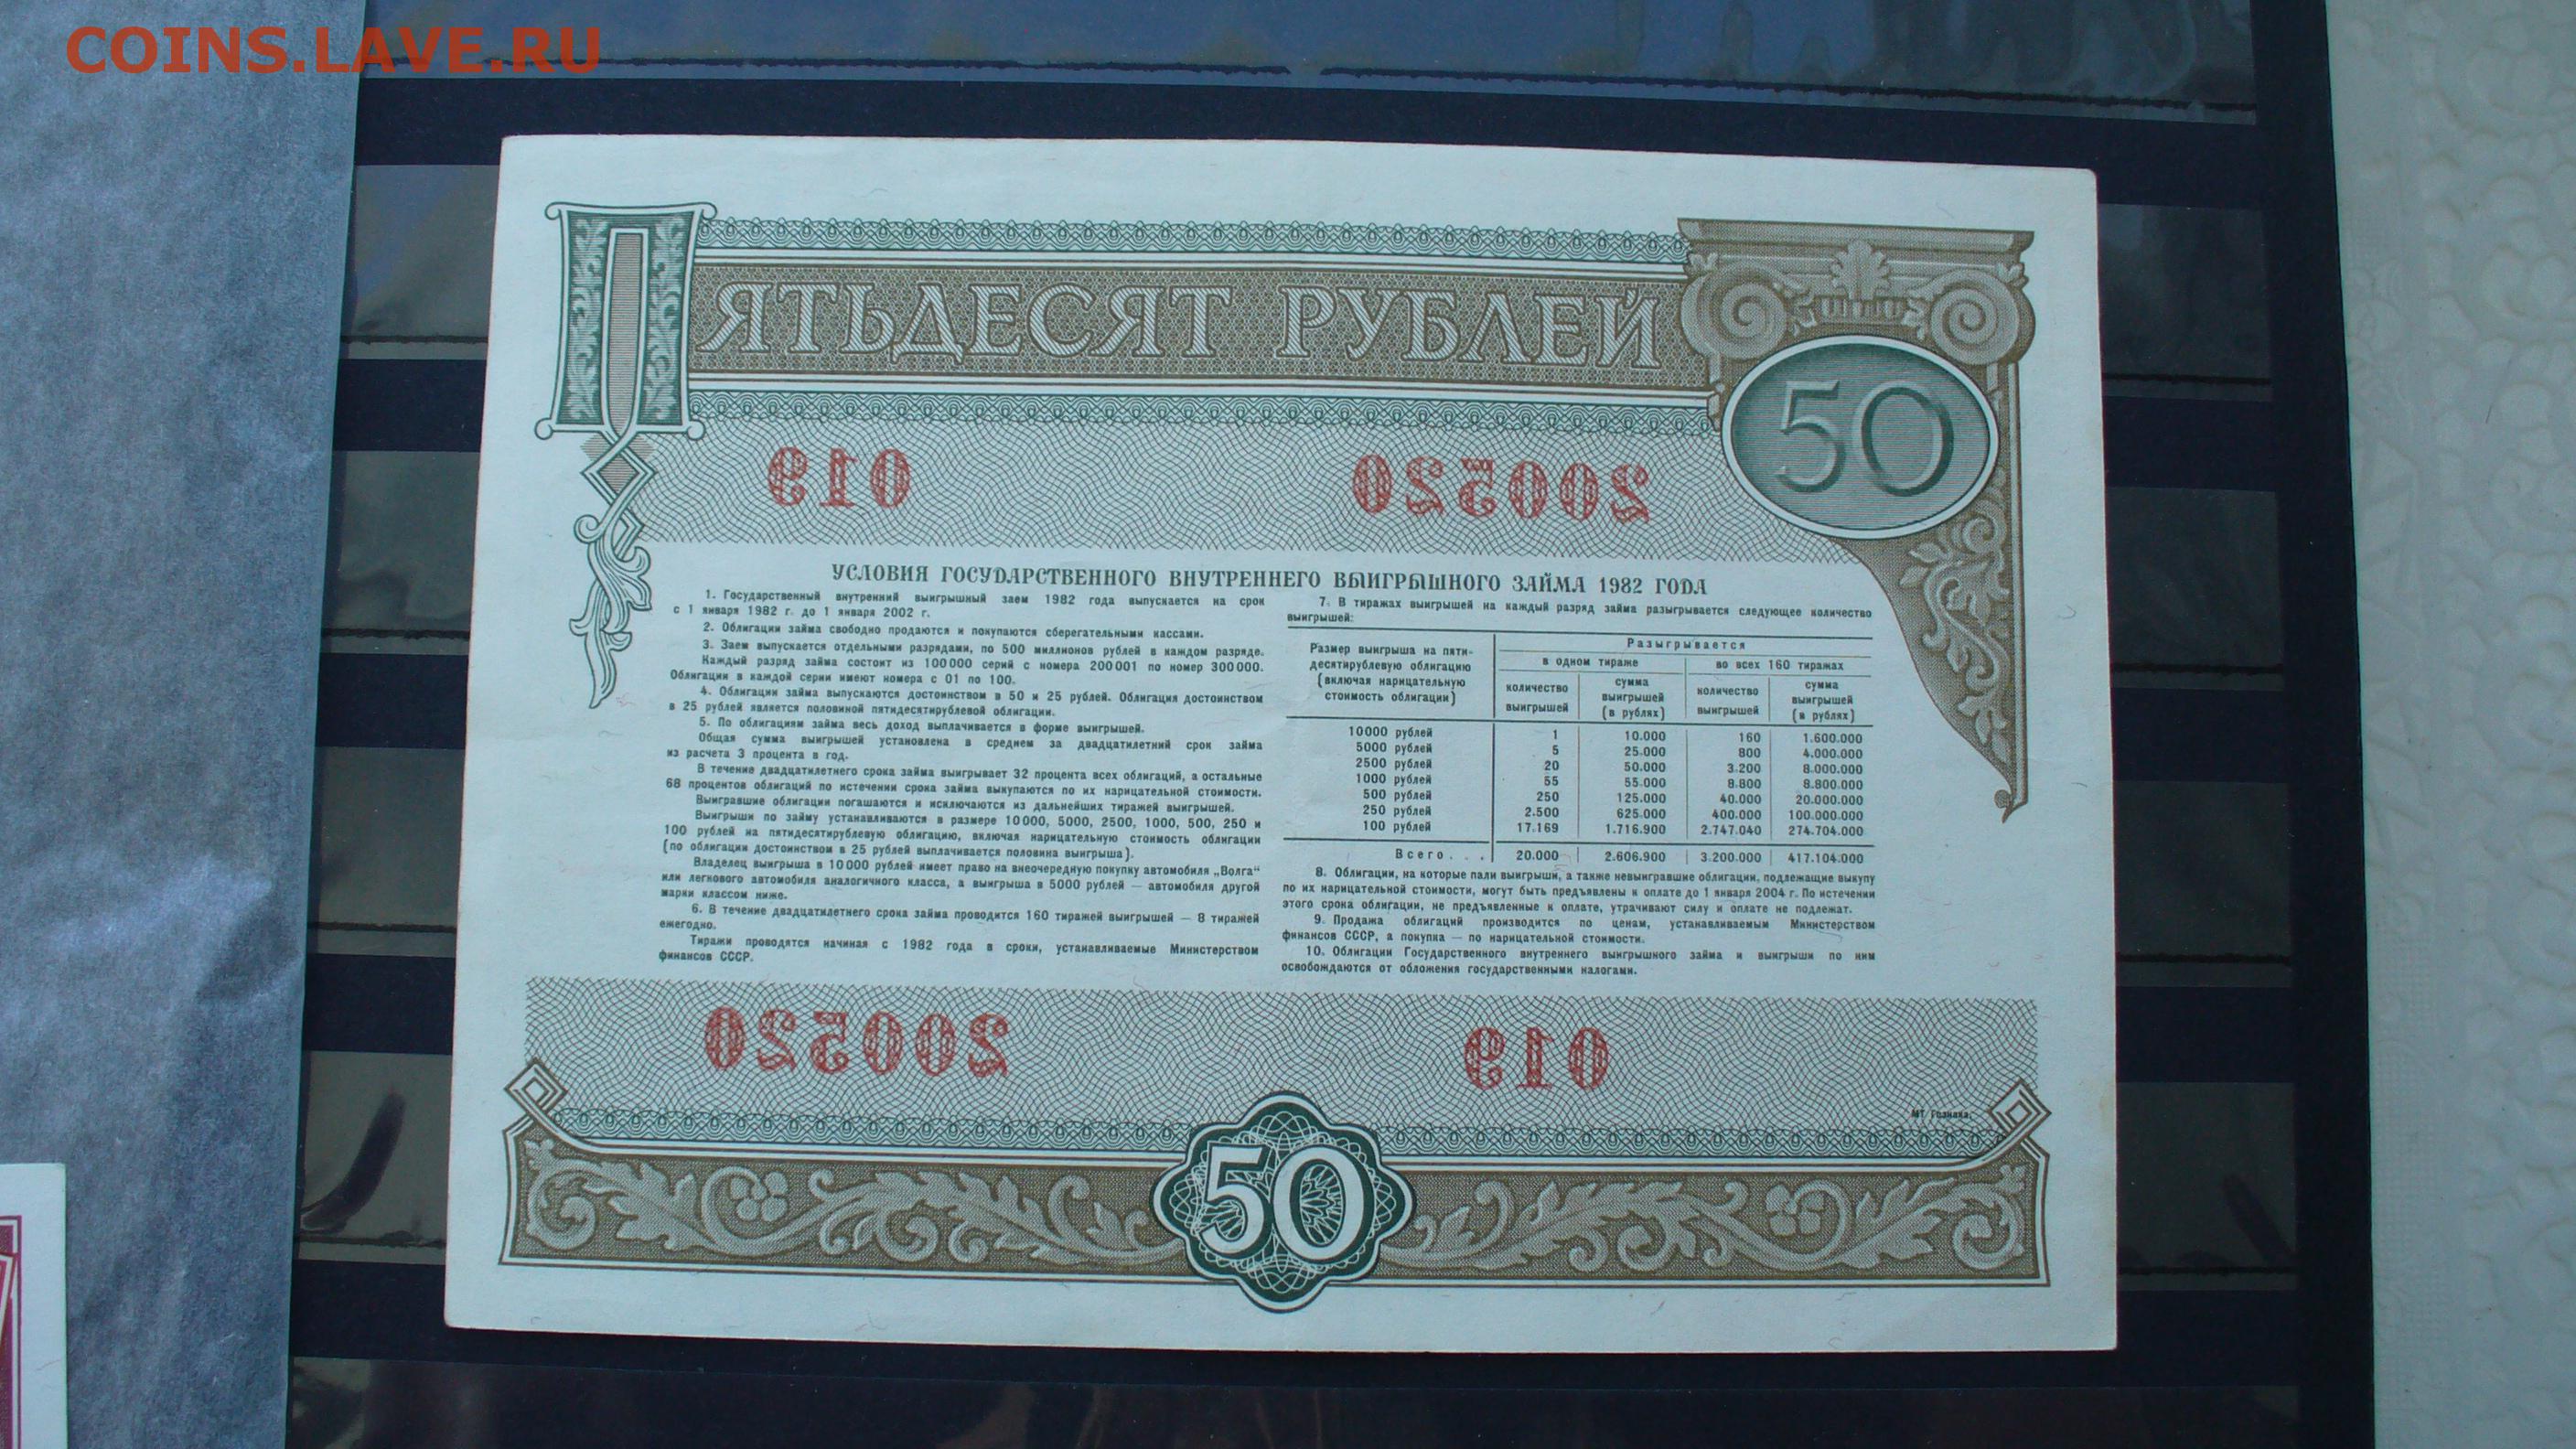 COINS.LAVE.RU
ПЯТЬДЕСЯТ РУБЛЕЙ
50
019 200520
УСЛОВИЯ ГОСУДАРСТВЕННОГО ВНУТРЕННЕГО ВЫИГРЫШНОГО ЗАЙМА 1982 ГОДА
1. Государственный внутренний выигрышный заем 1982 года выпускается на срок
с 1 января 1982 г. до 1 января 2002 г.
2. Облигации займа свободно продаются и покупаются сберегательными кассами.
3. Заем выпускается отдельными разрядами, по 500 миллионов рублей в каждом разряде.
Каждый разряд займа состоит из 100000 серий с номера 200001 по номер 300000.
Облигации в каждой серии имеют номера с 01 по 100.
4. Облигации займа выпускаются достоинством в 50 и 25 рублей. Облигация достоинством
в 25 рублей является половиной пятидесятирублевой облигации.
5. По облигациям займа весь доход выплачивается в форме выигрышей.
Общая сумма выигрышей установлена в среднем за двадцатилетний срок займа
из расчета 3 процента в год.
В течение двадцатилетнего срока займа выигрывает 32 процента всех облигаций, а остальные
68 процентов облигаций по истечении срока займа выкупаются по их нарицательной стоимости.
Выигравшие облигации погашаются и исключаются из дальнейших тиражей выигрышей.
Выигрыши по займу устанавливаются в размере 10000, 5000, 2500, 1000, 500, 250 и
100 рублей на пятидесятирублевую облигацию, включая нарицательную стоимость облигации
(по облигации достоинством в 25 рублей выплачивается половина выигрыша).
Владелец выигрыша в 10000 рублей имеет право на внеочередную покупку автомобиля „Волга“
или легкового автомобиля аналогичного класса, а выигрыша в 5000 рублей — автомобиля другой
марки классом ниже.
6. В течение двадцатилетнего срока займа проводится 160 тиражей выигрышей — 8 тиражей
ежегодно.
Тиражи проводятся начиная с 1982 года в сроки, устанавливаемые Министерством
финансов СССР.
7. В тиражах выигрышей на каждый разряд займа разыгрывается следующее количество
выигрышей:
Размер выигрыша на пяти-
десятирублевую облигацию
(включая нарицательную
стоимость облигации)
Разыгрывается
в одном тираже во всех 160 тиражах
количество выигрышей сумма выигрышей (в рублях) количество выигрышей сумма выигрышей (в рублях)
10000 рублей 1 10.000 160 1.600.000
5000 рублей 5 25.000 800 4.000.000
2500 рублей 20 50.000 3.200 8.000.000
1000 рублей 55 55.000 8.800 8.800.000
500 рублей 250 125.000 40.000 20.000.000
250 рублей 2.500 625.000 400.000 100.000.000
100 рублей 17.169 1.716.900 2.747.040 274.704.000
Всего... 20.000 2.606.900 3.200.000 417.104.000
8. Облигации, на которые пали выигрыши, а также невыигравшие облигации, подлежащие выкупу
по их нарицательной стоимости, могут быть предъявлены к оплате до 1 января 2004 г. По истечении
этого срока облигации, не предъявленные к оплате, утрачивают силу и оплате не подлежат.
9. Продажа облигаций производится по ценам, устанавливаемым Министерством
финансов СССР, а покупка — по нарицательной стоимости.
10. Облигации Государственного внутреннего выигрышного займа и выигрыши по ним
освобождаются от обложения государственными налогами.
200520 019
МТ Гознака.
50